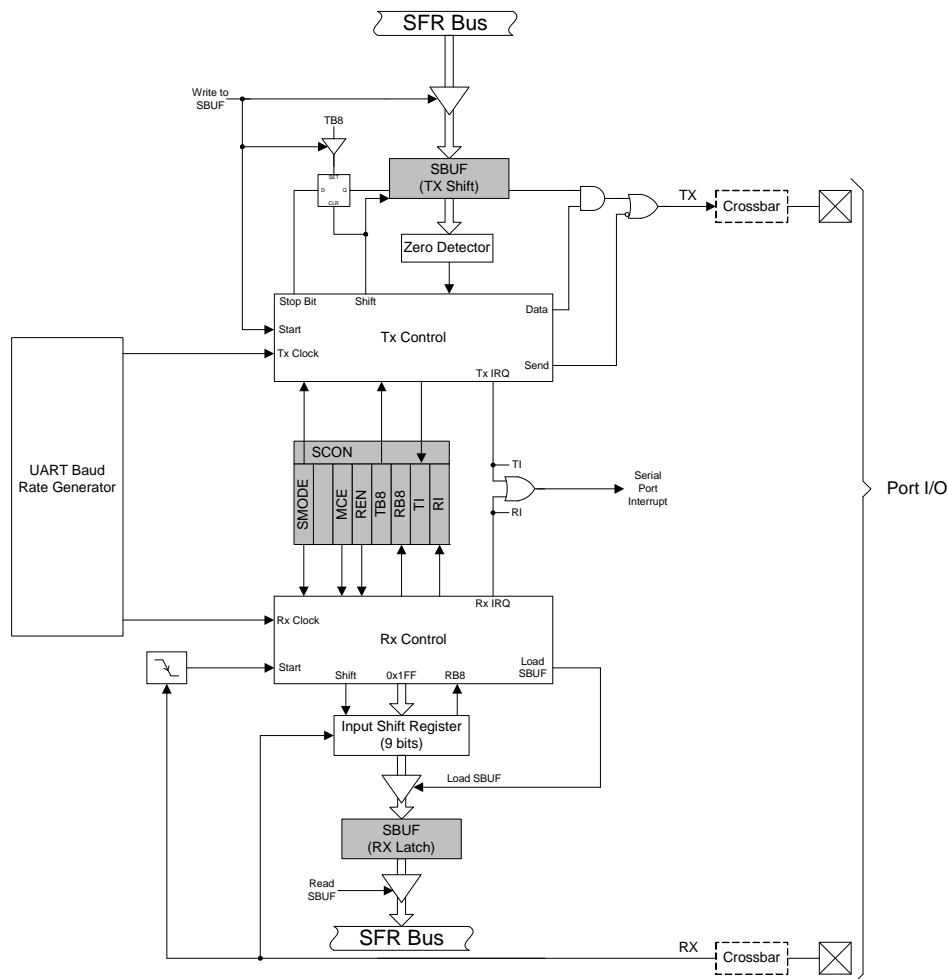 SFR Bus
Write to
SBUF
TB8
SET
D
Q
CLR
SBUF
(TX Shift)
TX
Crossbar
Zero Detector
Stop Bit
Shift
Data
Start
Tx Control
Tx Clock
Send
Tx IRQ
UART Baud
Rate Generator
SCON
SMODE
MCE
REN
TB8
RB8
TI
RI
TI
RI
Serial
Port
Interrupt
Port I/O
Rx IRQ
Rx Clock
Rx Control
Start
Load
SBUF
Shift
0x1FF
RB8
Input Shift Register
(9 bits)
Load SBUF
SBUF
(RX Latch)
Read
SBUF
SFR Bus
RX
Crossbar